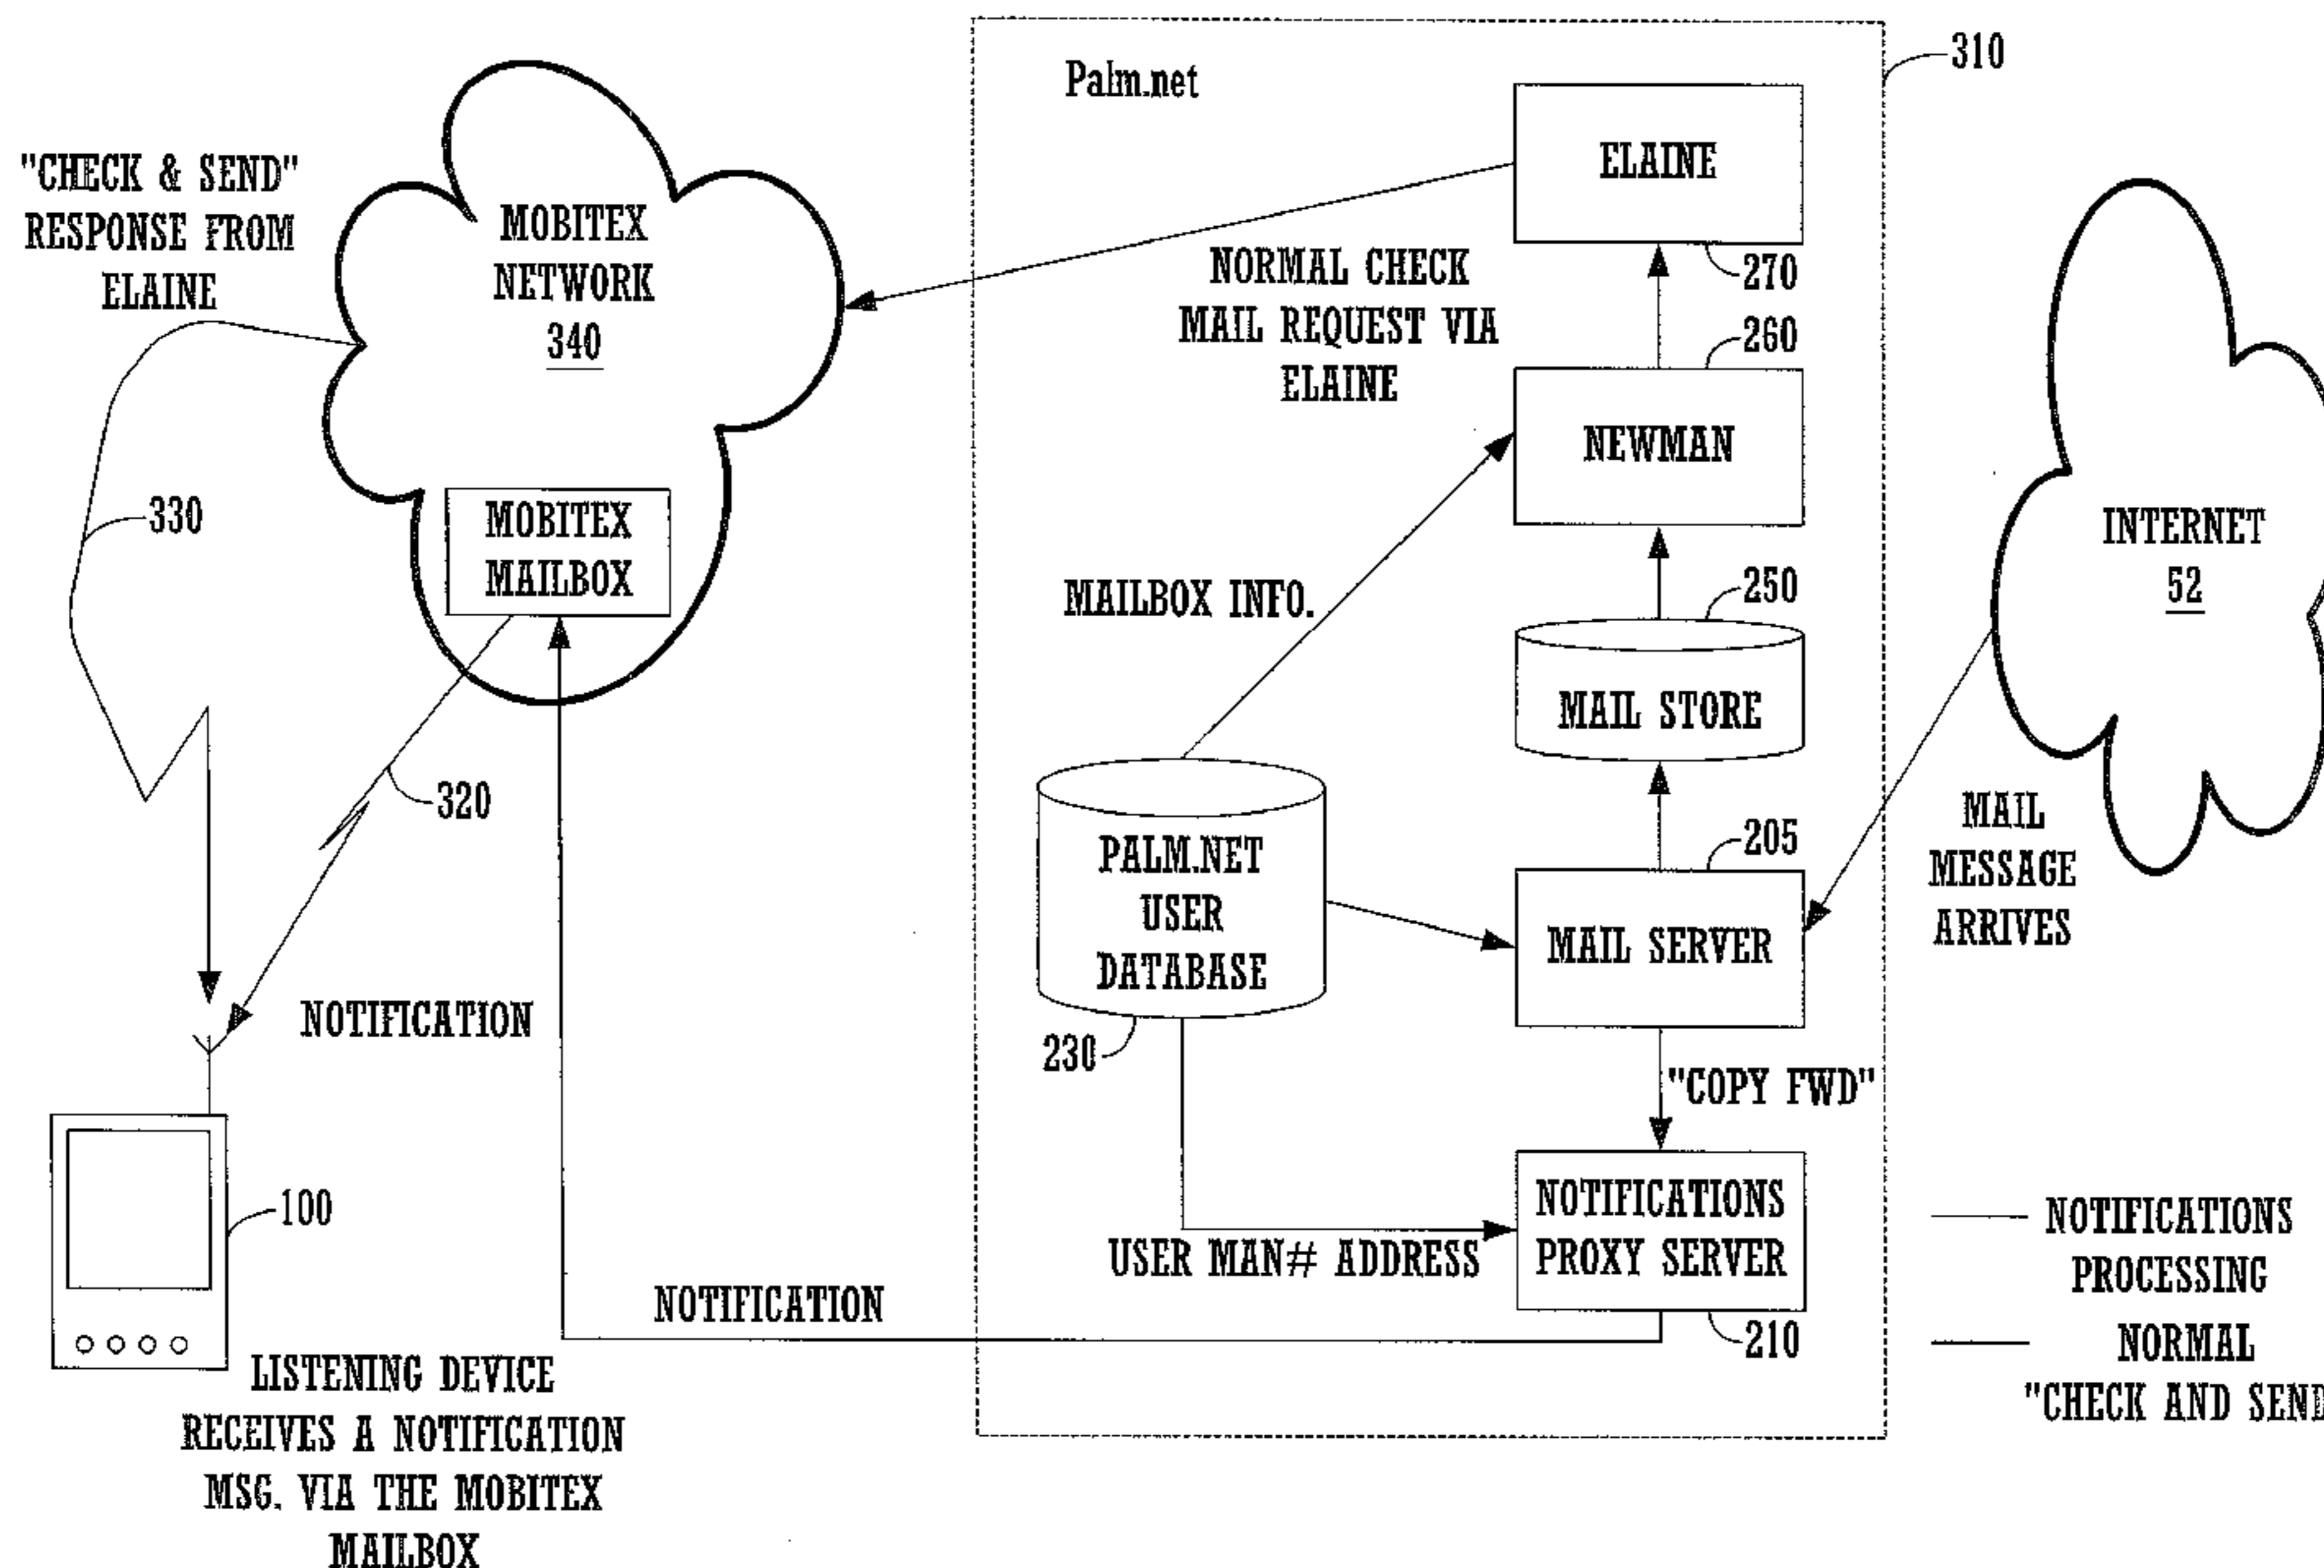 Palm.net
310
"CHECK & SEND"
RESPONSE FROM
ELAINE
MOBITEX
NETWORK
340
ELAINE
270
NORMAL CHECK
MAIL REQUEST VIA
ELAINE
260
NEWMAN
330
MOBITEX
MAILBOX
INTERNET
52
MAILBOX INFO.
250
MAIL STORE
320
MAIL
MESSAGE
ARRIVES
205
PALM.NET
USER
DATABASE
MAIL SERVER
NOTIFICATION
230
"COPY FWD"
100
NOTIFICATIONS
PROXY SERVER
USER MAN# ADDRESS
NOTIFICATION
210
NOTIFICATIONS
PROCESSING
NORMAL
"CHECK AND SEND
LISTENING DEVICE
RECEIVES A NOTIFICATION
MSG. VIA THE MOBITEX
MAILBOX